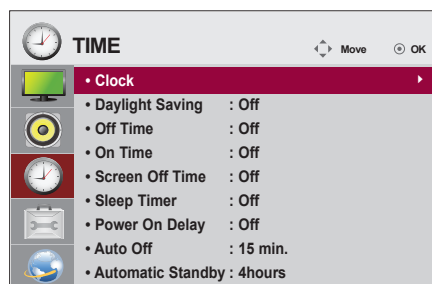 TIME Move OK
• Clock
• Daylight Saving : Off
• Off Time : Off
• On Time : Off
• Screen Off Time : Off
• Sleep Timer : Off
• Power On Delay : Off
• Auto Off : 15 min.
• Automatic Standby : 4hours